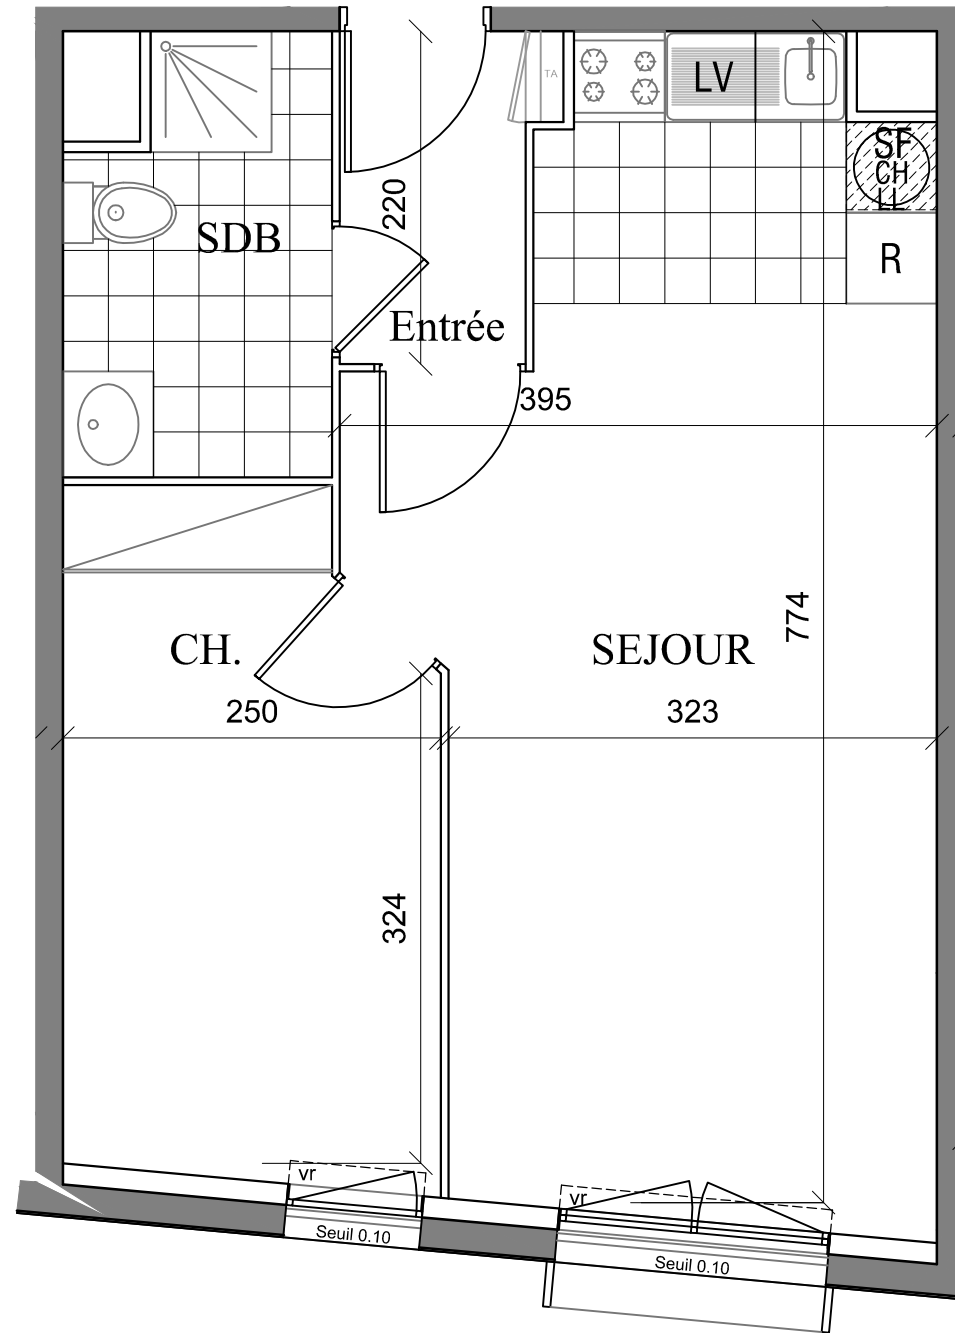 TA
LV
SF
CH
LL
R
220
SDB
Entrée
395
774
CH.
SEJOUR
250
323
324
vr
vr
Seuil 0.10
Seuil 0.10